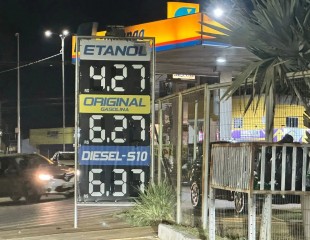 ETANOL
4.27
ORIGINAL
GASOLINA
6.27
DIESEL-S10
6.37